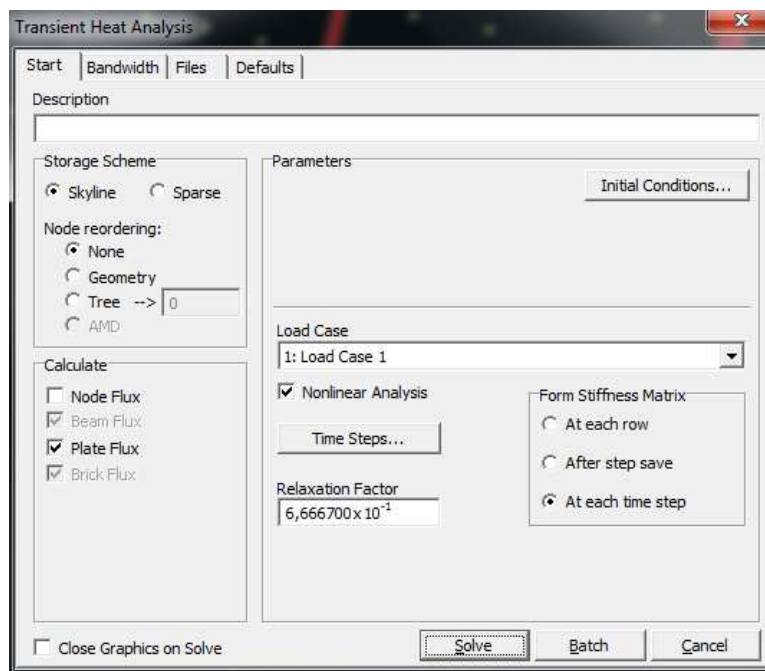 Transient Heat Analysis
Start Bandwidth Files Defaults
Description
Storage Scheme
Skyline Sparse
Node reordering:
None
Geometry
Tree --> 0
AMD
Calculate
Node Flux
Beam Flux
Plate Flux
Brick Flux
Parameters
Initial Conditions...
Load Case
1: Load Case 1
Nonlinear Analysis
Time Steps...
Relaxation Factor
6,666700x10⁻¹
Form Stiffness Matrix
At each row
After step save
At each time step
Close Graphics on Solve
Solve Batch Cancel